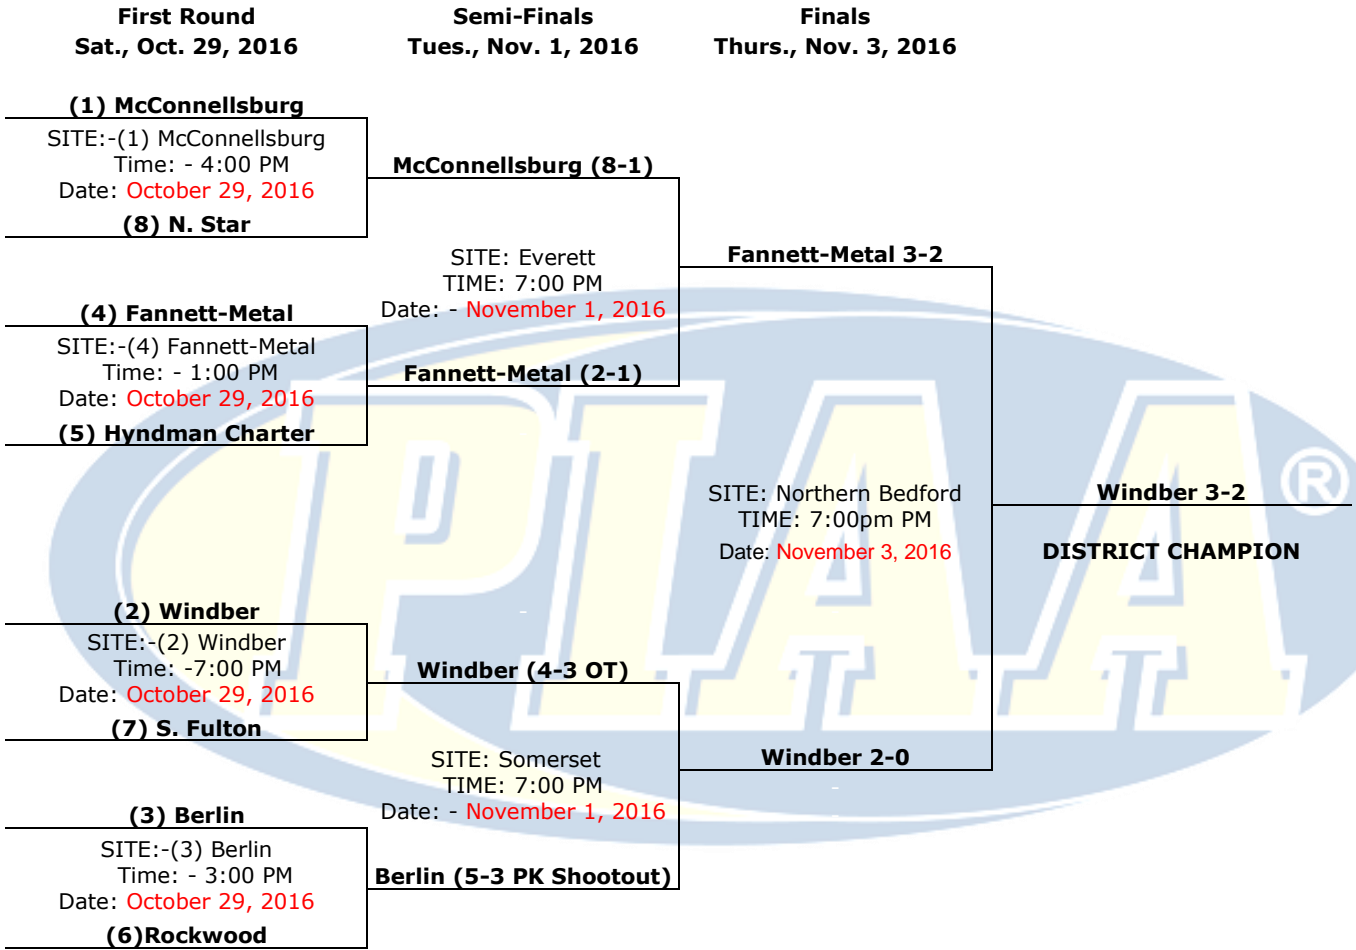 First Round
Sat., Oct. 29, 2016
Semi-Finals
Tues., Nov. 1, 2016
Finals
Thurs., Nov. 3, 2016
(1) McConnellsburg
SITE:-(1) McConnellsburg
Time: - 4:00 PM
Date: October 29, 2016
(8) N. Star
(4) Fannett-Metal
SITE:-(4) Fannett-Metal
Time: - 1:00 PM
Date: October 29, 2016
(5) Hyndman Charter
(2) Windber
SITE:-(2) Windber
Time: -7:00 PM
Date: October 29, 2016
(7) S. Fulton
(3) Berlin
SITE:-(3) Berlin
Time: - 3:00 PM
Date: October 29, 2016
(6)Rockwood
McConnellsburg (8-1)
SITE: Everett
TIME: 7:00 PM
Date: - November 1, 2016
Fannett-Metal (2-1)
Windber (4-3 OT)
SITE: Somerset
TIME: 7:00 PM
Date: - November 1, 2016
Berlin (5-3 PK Shootout)
Fannett-Metal 3-2
SITE: Northern Bedford
TIME: 7:00pm PM
Date: November 3, 2016
Windber 2-0
Windber 3-2
DISTRICT CHAMPION
PIAA®